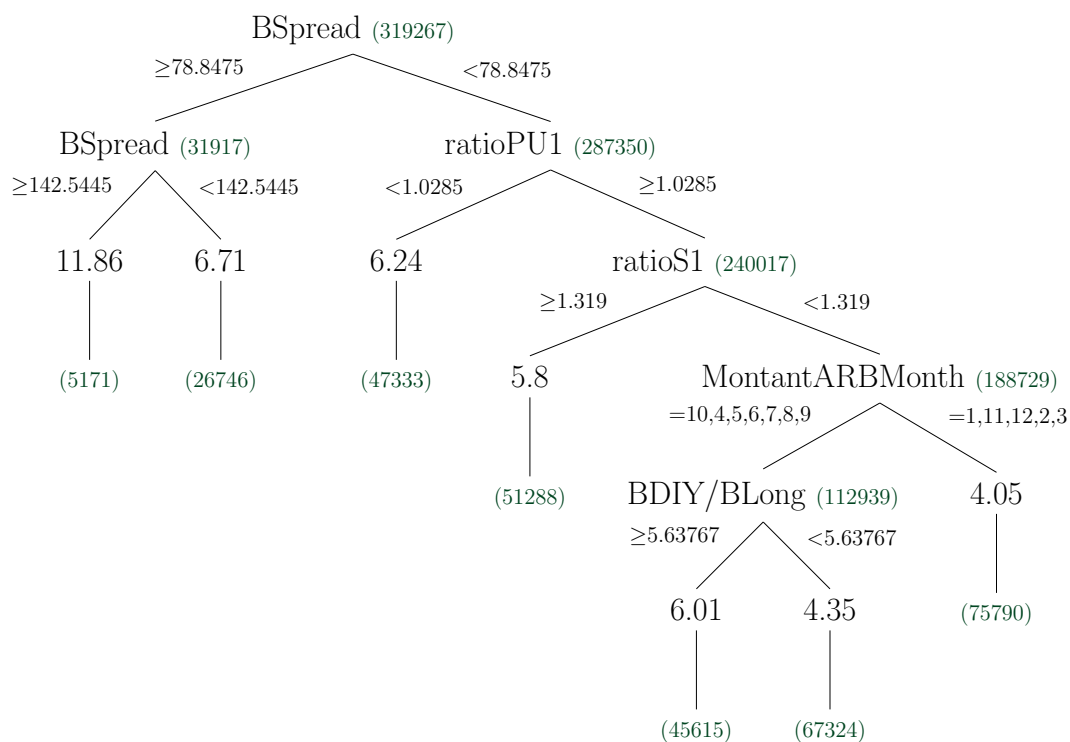 BSpread (319267)
≥78.8475 <78.8475
BSpread (31917) ratioPU1 (287350)
≥142.5445 <142.5445 <1.0285 ≥1.0285
11.86 6.71 6.24 ratioS1 (240017)
≥1.319 <1.319
(5171) (26746) (47333) 5.8 MontantARBMonth (188729)
=10,4,5,6,7,8,9 =1,11,12,2,3
(51288) BDIY/BLong (112939) 4.05
≥5.63767 <5.63767
6.01 4.35 (75790)
(45615) (67324)